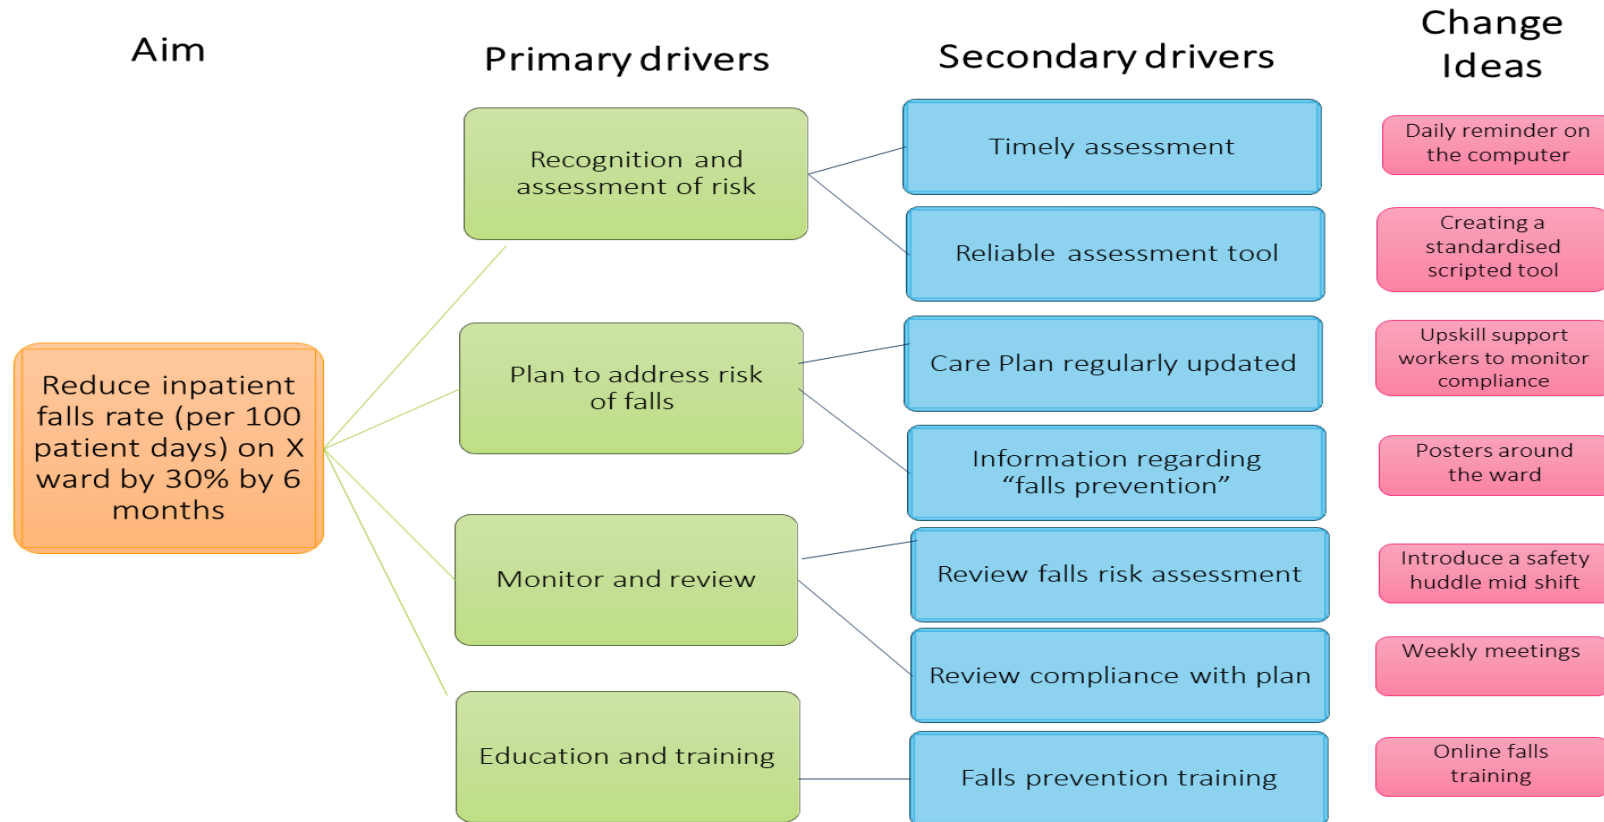 Aim
Primary drivers
Secondary drivers
Change
Ideas
Reduce inpatient
falls rate (per 100
patient days) on X
ward by 30% by 6
months
Recognition and
assessment of risk
Plan to address risk
of falls
Monitor and review
Education and training
Timely assessment
Reliable assessment tool
Care Plan regularly updated
Information regarding
“falls prevention”
Review falls risk assessment
Review compliance with plan
Falls prevention training
Daily reminder on
the computer
Creating a
standardised
scripted tool
Upskill support
workers to monitor
compliance
Posters around
the ward
Introduce a safety
huddle mid shift
Weekly meetings
Online falls
training